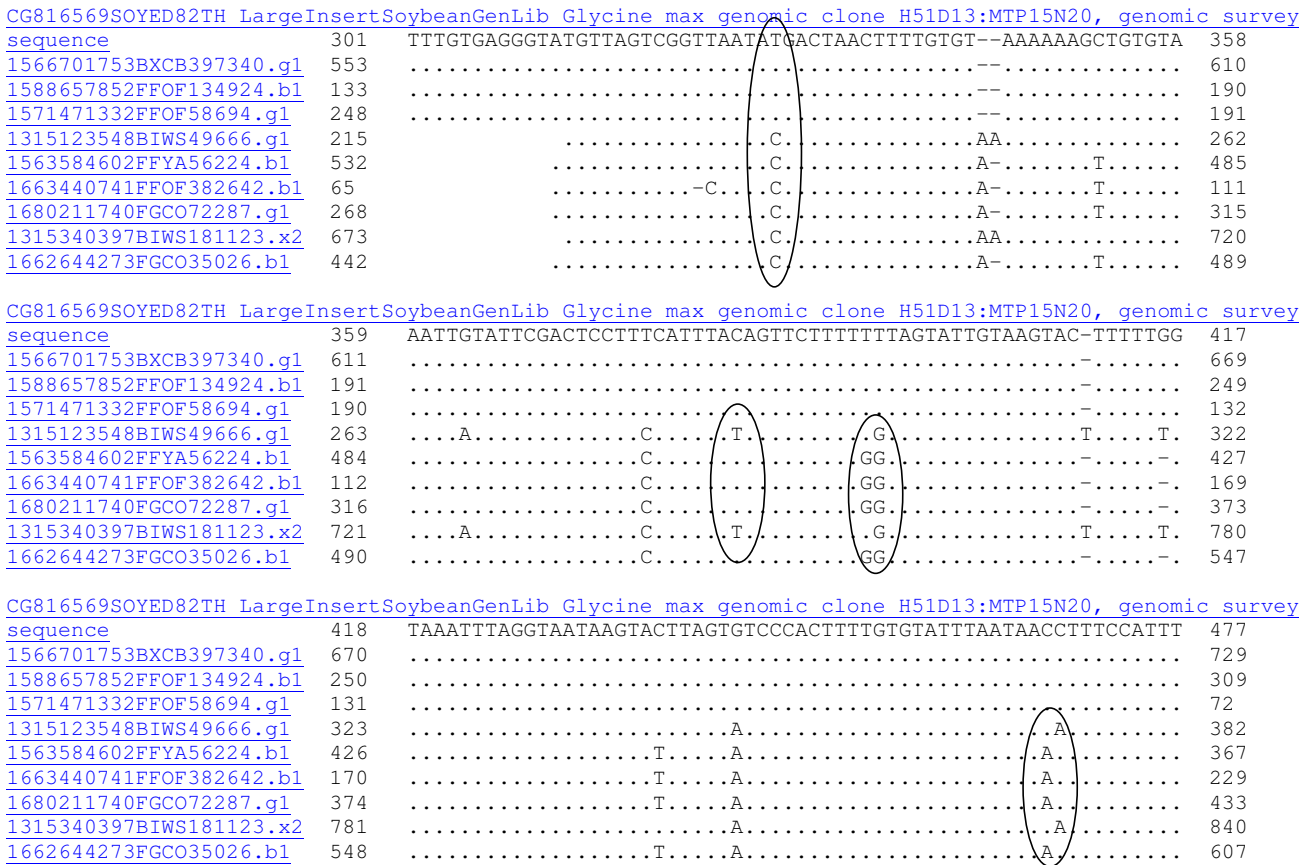 CG816569SOYED82TH LargeInsertSoybeanGenLib Glycine max genomic clone H51D13:MTP15N20, genomic survey
sequence 301 TTTGTGAGGGTATGTTAGTCGGTTAATATGACTAACTTTTGTGT--AAAAAAGCTGTGTA 358
1566701753BXCB397340.g1 553 ............................................--.............. 610
1588657852FFOF134924.b1 133 ............................................--.............. 190
1571471332FFOF58694.g1 248 ............................................--.............. 191
1315123548BIWS49666.g1 215 ................C...............AA.............. 262
1563584602FFYA56224.b1 532 .................C...............A-.......T...... 485
1663440741FFOF382642.b1 65 ...........-C....C...............A-.......T...... 111
1680211740FGCO72287.g1 268 .................C...............A-.......T...... 315
1315340397BIWS181123.x2 673 ................C...............AA.............. 720
1662644273FGCO35026.b1 442 .................C...............A-.......T...... 489
CG816569SOYED82TH LargeInsertSoybeanGenLib Glycine max genomic clone H51D13:MTP15N20, genomic survey
sequence 359 AATTGTATTCGACTCCTTTCATTTACAGTTCTTTTTTTAGTATTGTAAGTAC-TTTTTGG 417
1566701753BXCB397340.g1 611 ....................................................-....... 669
1588657852FFOF134924.b1 191 ....................................................-....... 249
1571471332FFOF58694.g1 190 ....................................................-....... 132
1315123548BIWS49666.g1 263 ....A.............C......T..........G...............T.....T. 322
1563584602FFYA56224.b1 484 ..................C................GG...............-.....-. 427
1663440741FFOF382642.b1 112 ..................C................GG...............-.....-. 169
1680211740FGCO72287.g1 316 ..................C................GG...............-.....-. 373
1315340397BIWS181123.x2 721 ....A.............C......T..........G...............T.....T. 780
1662644273FGCO35026.b1 490 ..................C................GG...............-.....-. 547
CG816569SOYED82TH LargeInsertSoybeanGenLib Glycine max genomic clone H51D13:MTP15N20, genomic survey
sequence 418 TAAATTTAGGTAATAAGTACTTAGTGTCCCACTTTTGTGTATTTAATAACCTTTCCATTT 477
1566701753BXCB397340.g1 670 ............................................................ 729
1588657852FFOF134924.b1 250 ............................................................ 309
1571471332FFOF58694.g1 131 ............................................................ 72
1315123548BIWS49666.g1 323 .........................A........................A......... 382
1563584602FFYA56224.b1 426 ...................T.....A.......................A.......... 367
1663440741FFOF382642.b1 170 ...................T.....A.......................A.......... 229
1680211740FGCO72287.g1 374 ...................T.....A.......................A.......... 433
1315340397BIWS181123.x2 781 .........................A........................A......... 840
1662644273FGCO35026.b1 548 ...................T.....A.......................A.......... 607